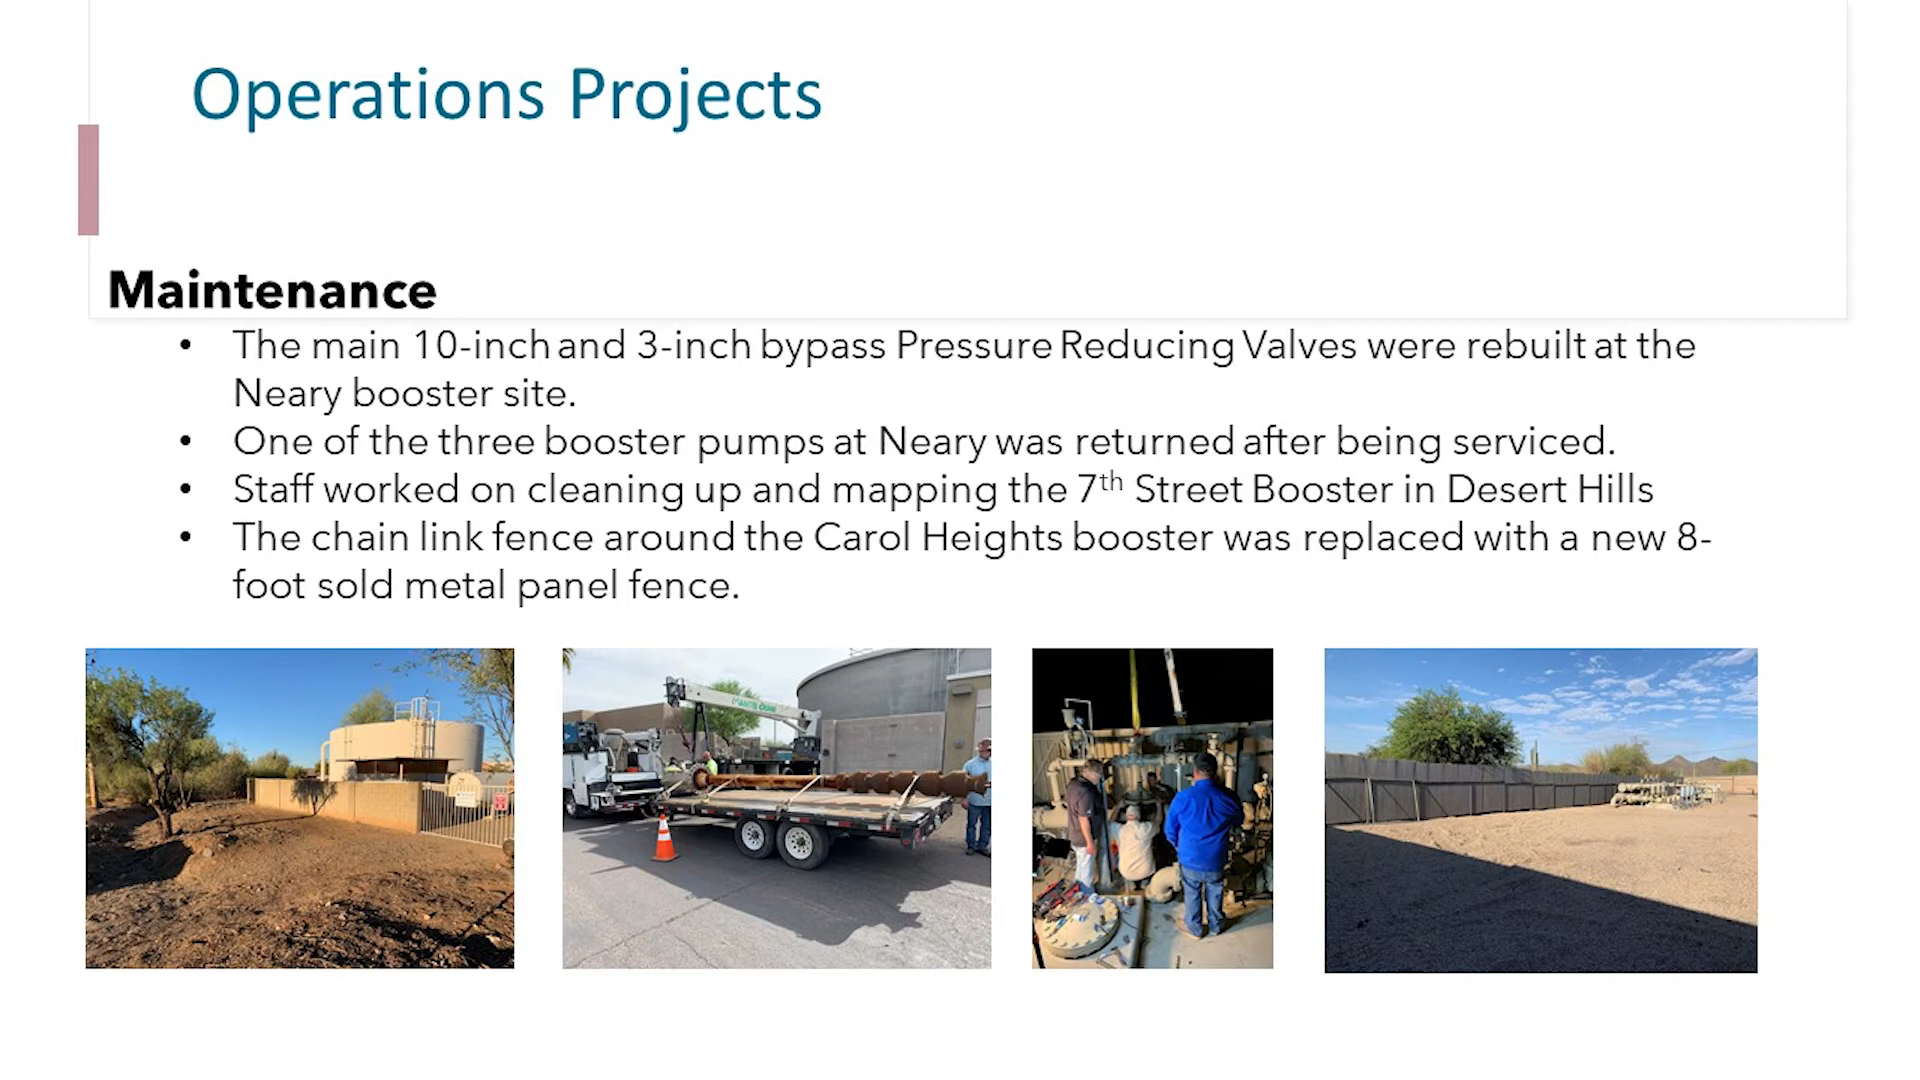 Operations Projects
Maintenance
• The main 10-inch and 3-inch bypass Pressure Reducing Valves were rebuilt at the
Neary booster site.
• One of the three booster pumps at Neary was returned after being serviced.
• Staff worked on cleaning up and mapping the 7th Street Booster in Desert Hills
• The chain link fence around the Carol Heights booster was replaced with a new 8-
foot sold metal panel fence.